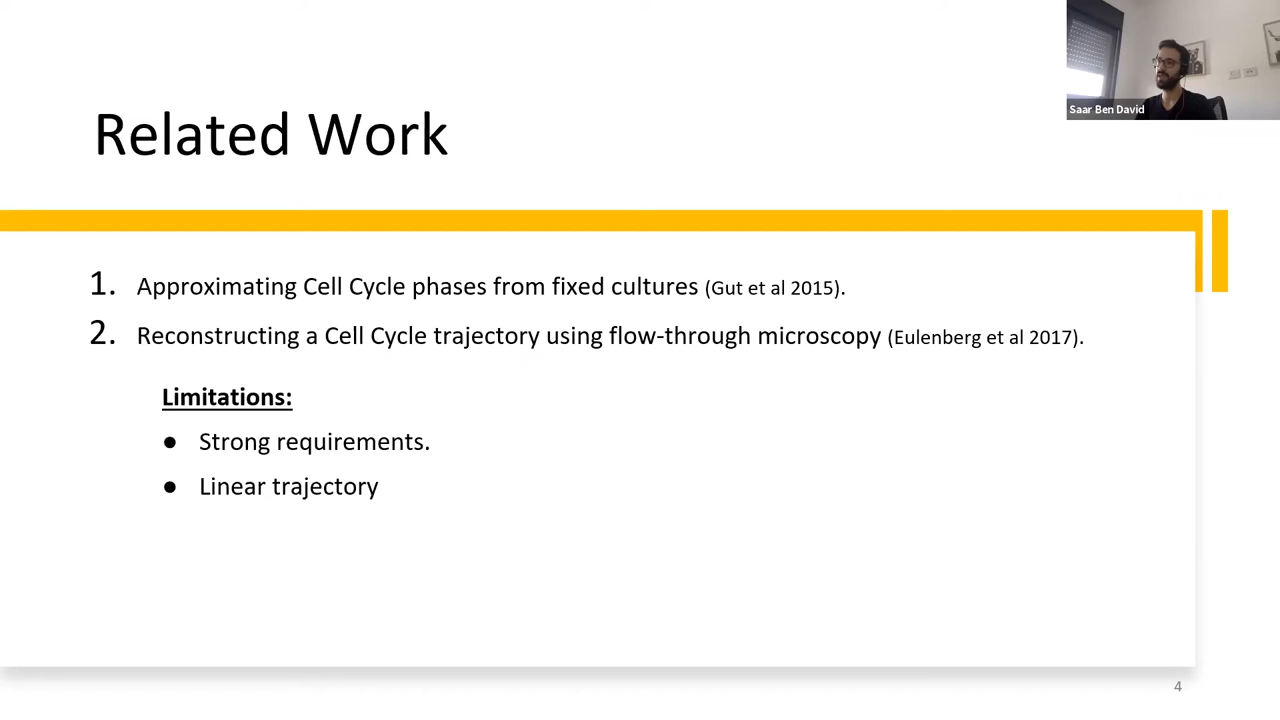 Saar Ben David
Related Work
1. Approximating Cell Cycle phases from fixed cultures (Gut et al 2015).
2. Reconstructing a Cell Cycle trajectory using flow-through microscopy (Eulenberg et al 2017).
Limitations:
● Strong requirements.
● Linear trajectory
4